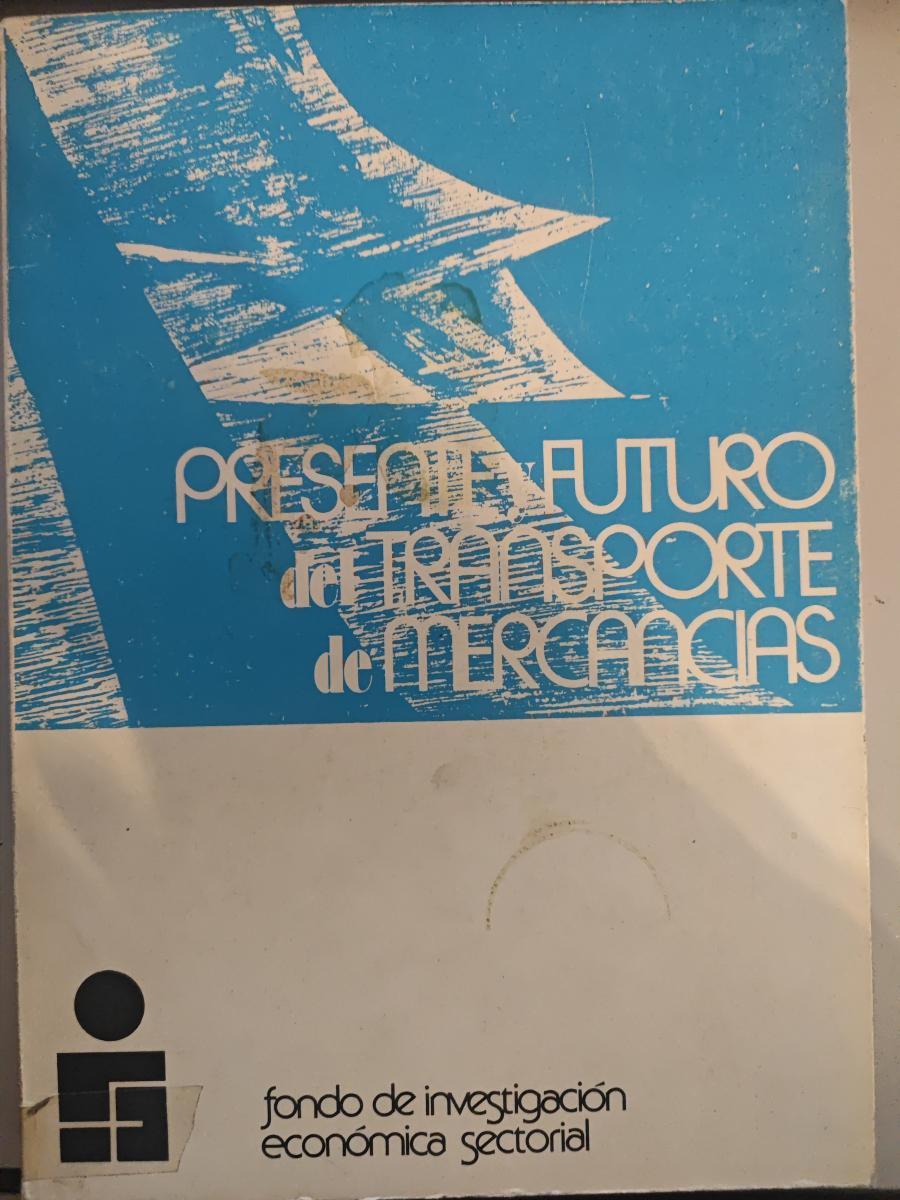 PRESENTE y FUTURO
del TRANSPORTE
de MERCANCIAS
fondo de investigación
económica sectorial